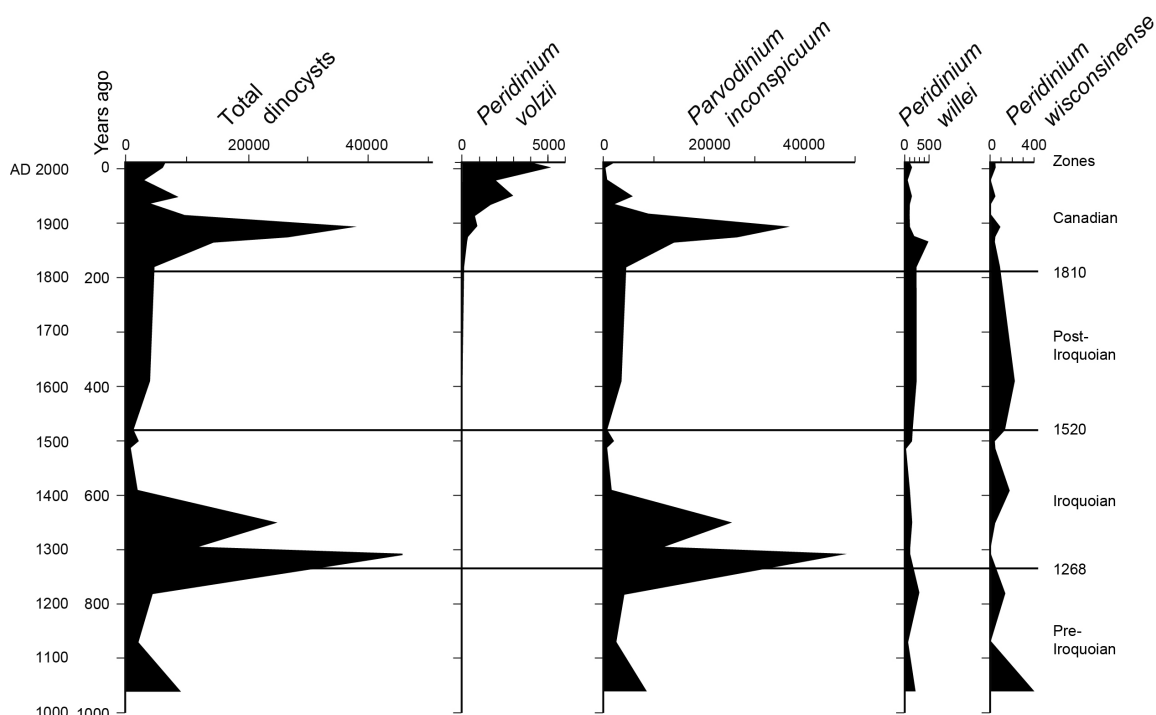 Years ago
Total
dinocysts
Peridinium
volzii
Parvodinium
inconspicuum
Peridinium
willei
Peridinium
wisconsinense
0 20000 40000
0 5000
20000 40000
0 500
0 400
AD 2000 0
Zones
1900
Canadian
1800 200
1810
1700
Post-
Iroquoian
1600 400
1520
1500
1400 600
Iroquoian
1300
1268
1200 800
Pre-
Iroquoian
1100
1000 1000